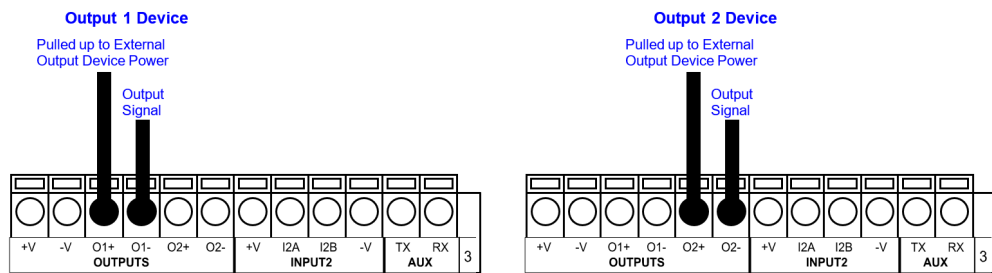 Output 1 Device
Pulled up to External
Output Device Power
Output
Signal
+V -V O1+ O1- O2+ O2- +V I2A I2B -V TX RX 3
OUTPUTS INPUT2 AUX
Output 2 Device
Pulled up to External
Output Device Power
Output
Signal
+V -V O1+ O1- O2+ O2- +V I2A I2B -V TX RX 3
OUTPUTS INPUT2 AUX